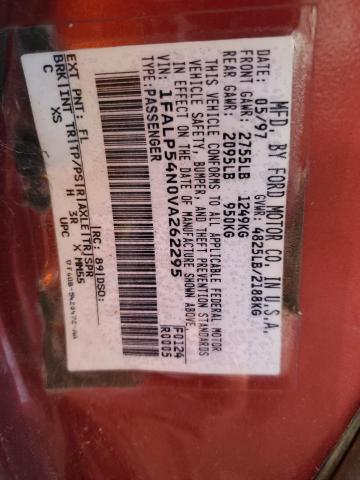 MFD. BY FORD MOTOR CO. IN U.S.A.
05/97 GVWR: 4825LB/2188KG
FRONT GAWR: 2755LB 1249KG
REAR GAWR: 2095LB 950KG
THIS VEHICLE CONFORMS TO ALL APPLICABLE FEDERAL MOTOR
VEHICLE SAFETY, BUMPER, AND THEFT PREVENTION STANDARDS
IN EFFECT ON THE DATE OF MANUFACTURE SHOWN ABOVE.
1FALP54N0VA262295
TYPE: PASSENGER
F0124
R0005
EXT PNT: FL RC: 89 DSO:
BRK INT TR TP/PS R AXLE TR SPR
C XS H 3R X MM55
UPC